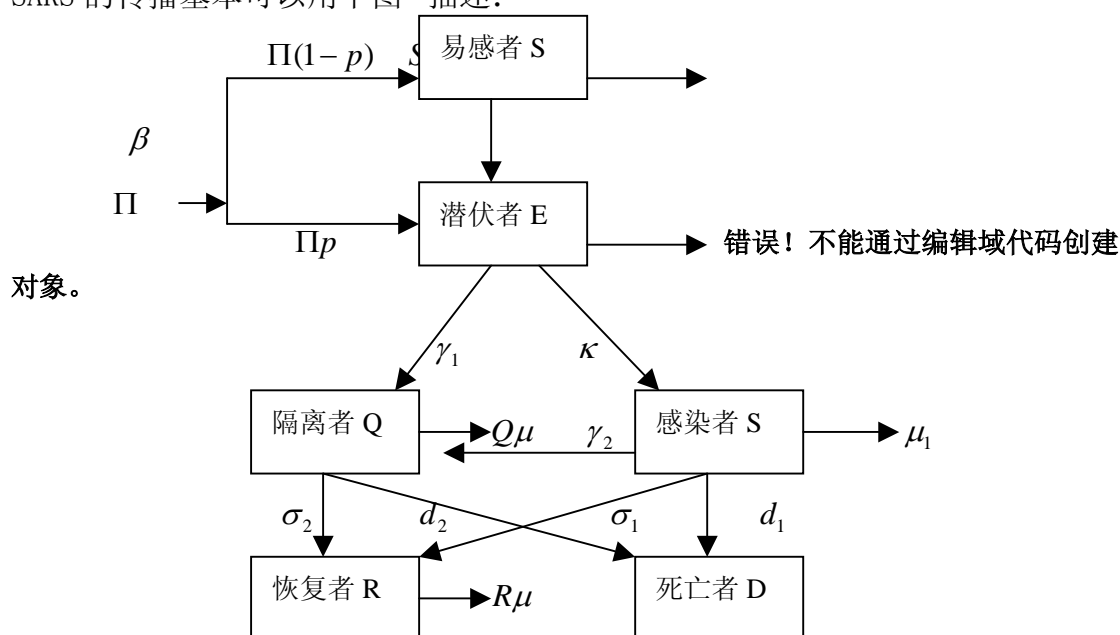 SARS 的传播基本可以用下图 描述：
Π(1− p) S
易感者 S
β
Π
潜伏者 E
Πp
错误！不能通过编辑域代码创建
对象。
γ₁
κ
隔离者 Q
Qμ
γ₂
感染者 S
μ₁
σ₂
d₂
σ₁
d₁
恢复者 R
Rμ
死亡者 D